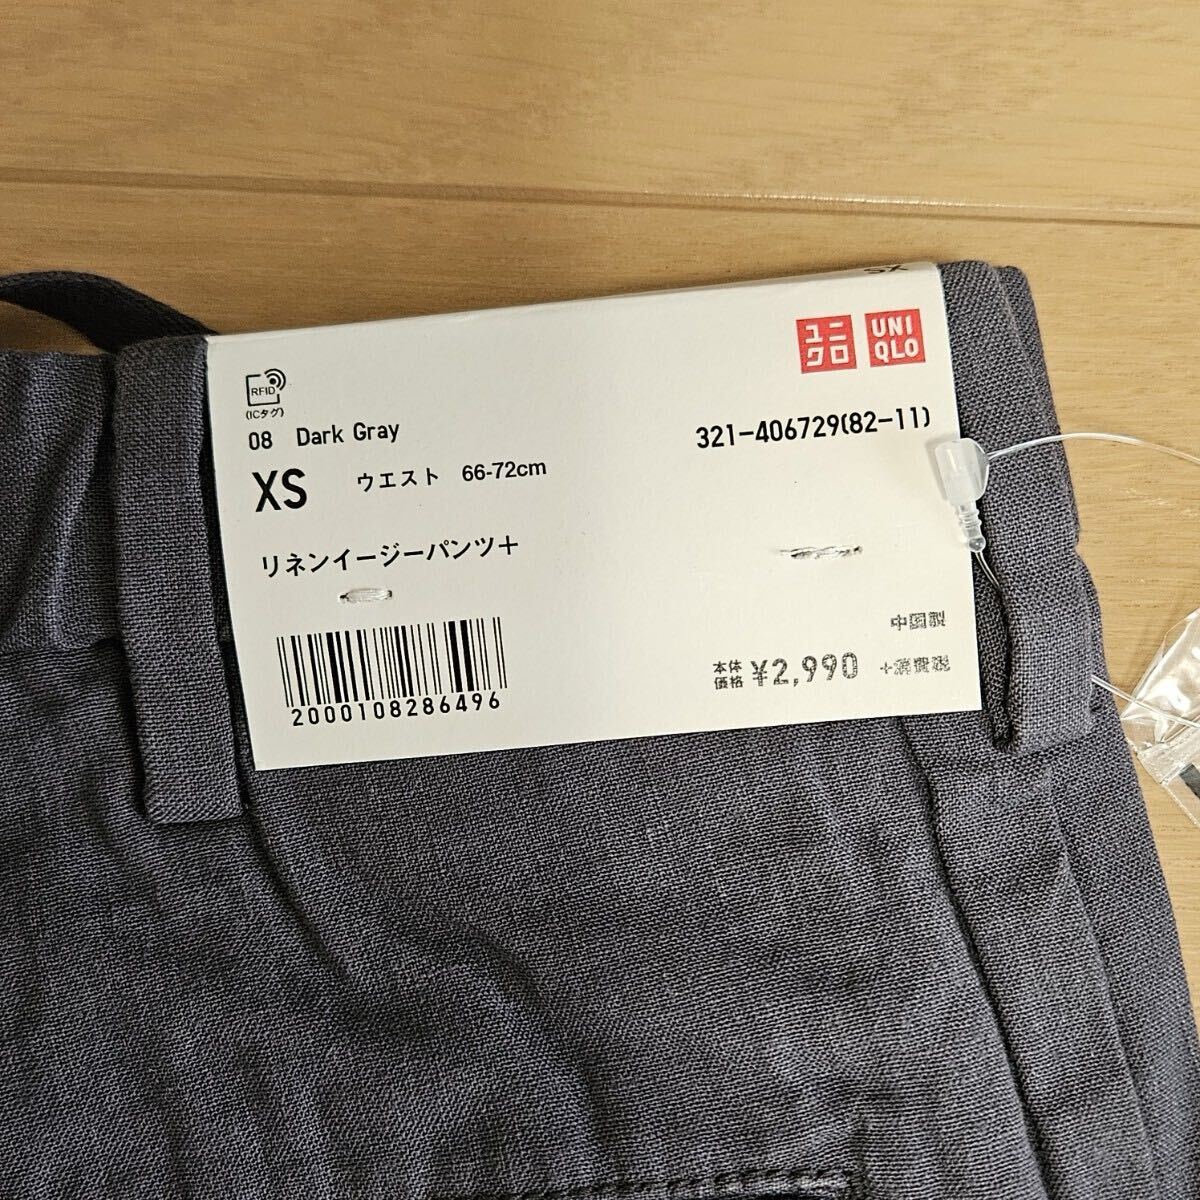 XS
ユニクロ
UNIQLO
RFID
(ICタグ)
08 Dark Gray
321-406729(82-11)
XS ウエスト 66-72cm
リネンイージーパンツ+
中国製
本体価格 ¥2,990 +消費税
2000108286496